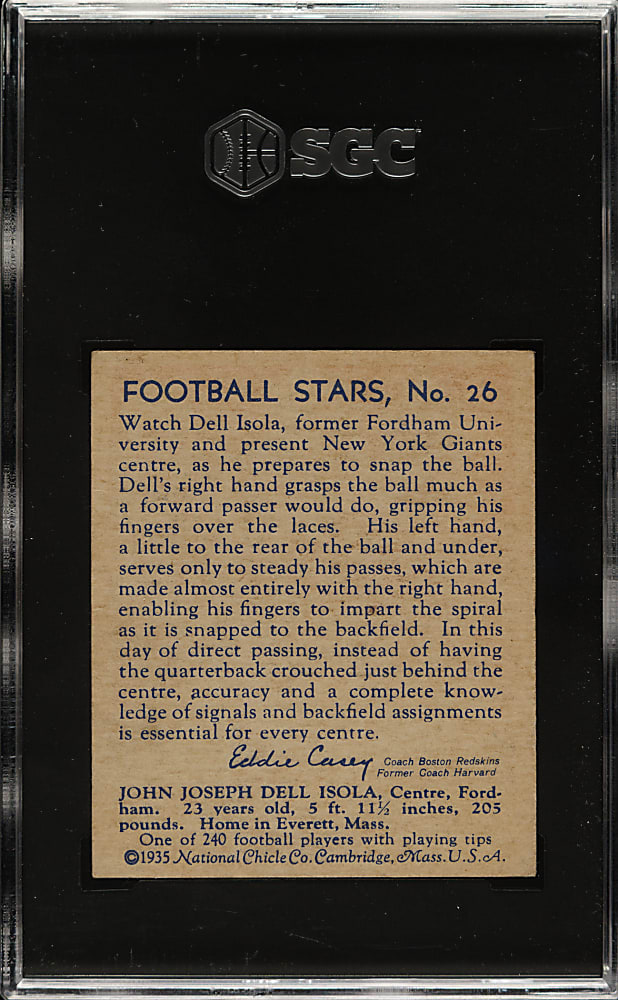 SGC
FOOTBALL STARS, No. 26
Watch Dell Isola, former Fordham Uni-
versity and present New York Giants
centre, as he prepares to snap the ball.
Dell's right hand grasps the ball much as
a forward passer would do, gripping his
fingers over the laces. His left hand,
a little to the rear of the ball and under,
serves only to steady his passes, which are
made almost entirely with the right hand,
enabling his fingers to impart the spiral
as it is snapped to the backfield. In this
day of direct passing, instead of having
the quarterback crouched just behind the
centre, accuracy and a complete know-
ledge of signals and backfield assignments
is essential for every centre.
Eddie Casey Coach Boston Redskins
Former Coach Harvard
JOHN JOSEPH DELL ISOLA, Centre, Ford-
ham. 23 years old, 5 ft. 11½ inches, 205
pounds. Home in Everett, Mass.
One of 240 football players with playing tips
©1935 National Chicle Co. Cambridge, Mass. U.S.A.